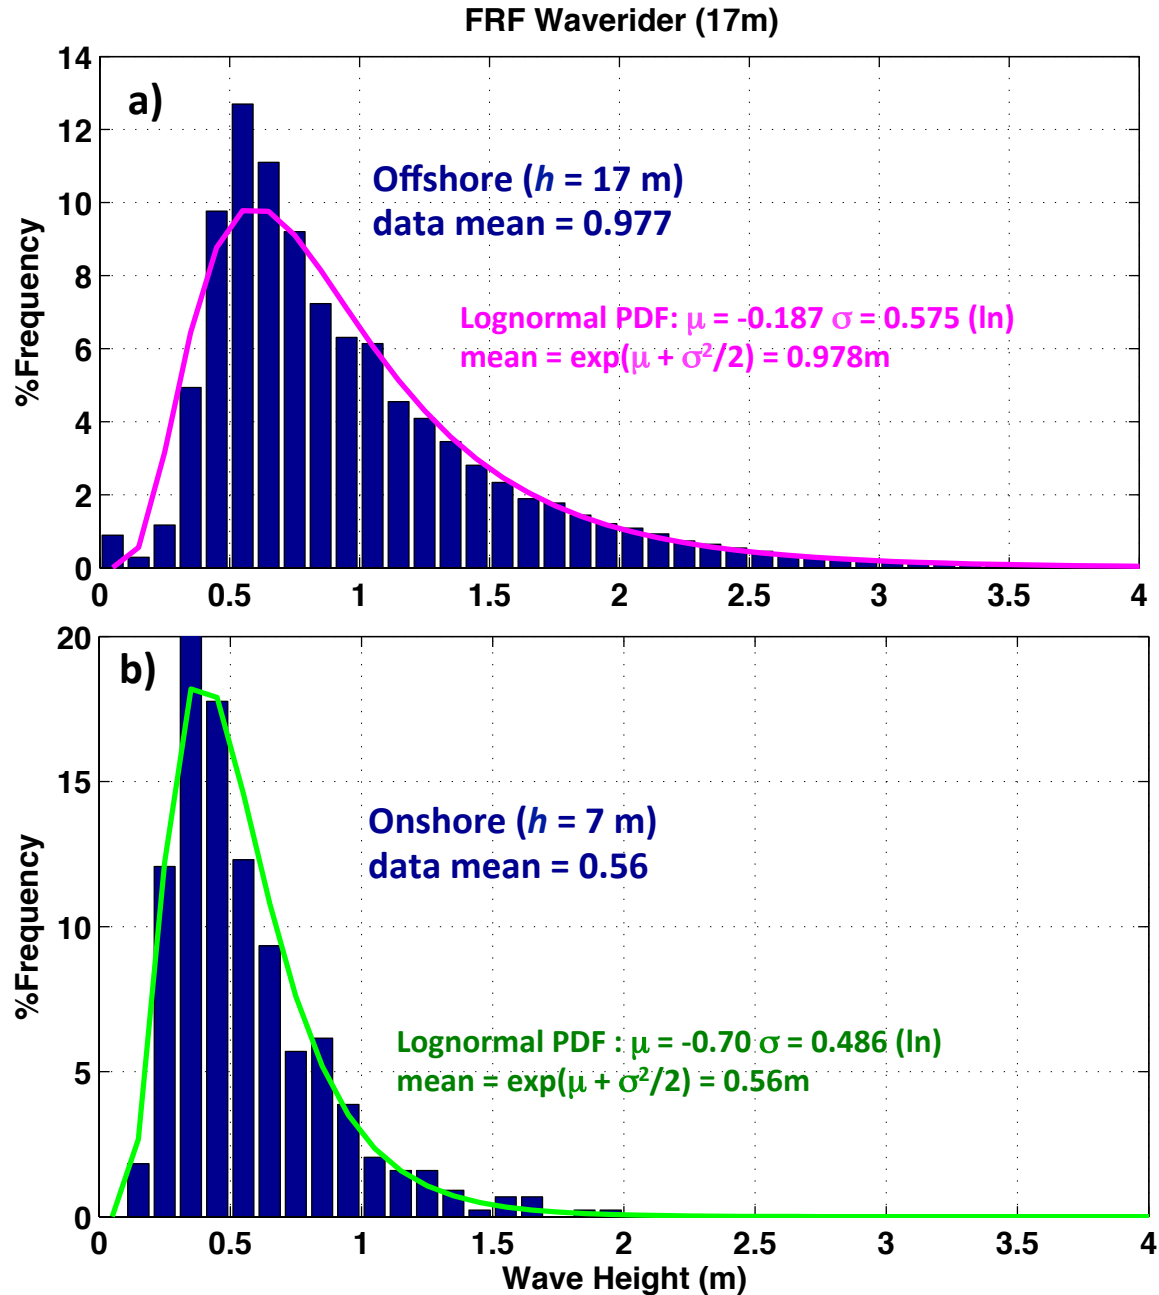 FRF Waverider (17m)
14
12
10
8
6
4
2
0
%Frequency
a)
Offshore (h = 17 m)
data mean = 0.977
Lognormal PDF: μ = -0.187 σ = 0.575 (ln)
mean = exp(μ + σ²/2) = 0.978m
0 0.5 1 1.5 2 2.5 3 3.5 4
20
15
10
5
0
%Frequency
b)
Onshore (h = 7 m)
data mean = 0.56
Lognormal PDF : μ = -0.70 σ = 0.486 (ln)
mean = exp(μ + σ²/2) = 0.56m
0 0.5 1 1.5 2 2.5 3 3.5 4
Wave Height (m)